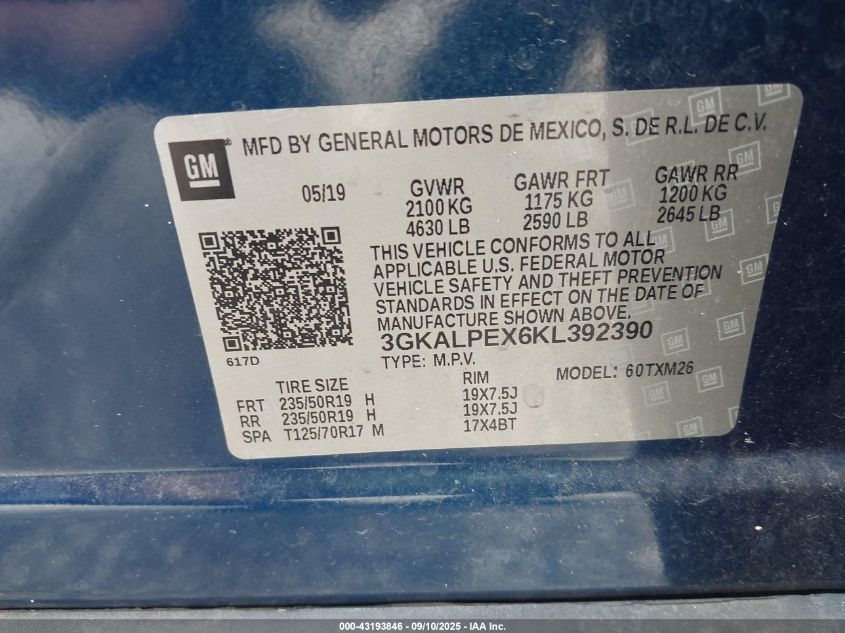 GM
MFD BY GENERAL MOTORS DE MEXICO, S. DE R.L. DE C.V.
05/19
GVWR
2100 KG
4630 LB
GAWR FRT
1175 KG
2590 LB
GAWR RR
1200 KG
2645 LB
THIS VEHICLE CONFORMS TO ALL
APPLICABLE U.S. FEDERAL MOTOR
VEHICLE SAFETY AND THEFT PREVENTION
STANDARDS IN EFFECT ON THE DATE OF
MANUFACTURE SHOWN ABOVE.
3GKALPEX6KL392390
617D
TYPE: M.P.V.
MODEL: 60TXM26
TIRE SIZE
RIM
FRT 235/50R19 H 19X7.5J
RR 235/50R19 H 19X7.5J
SPA T125/70R17 M 17X4BT
000-43193846 - 09/10/2025 - IAA Inc.